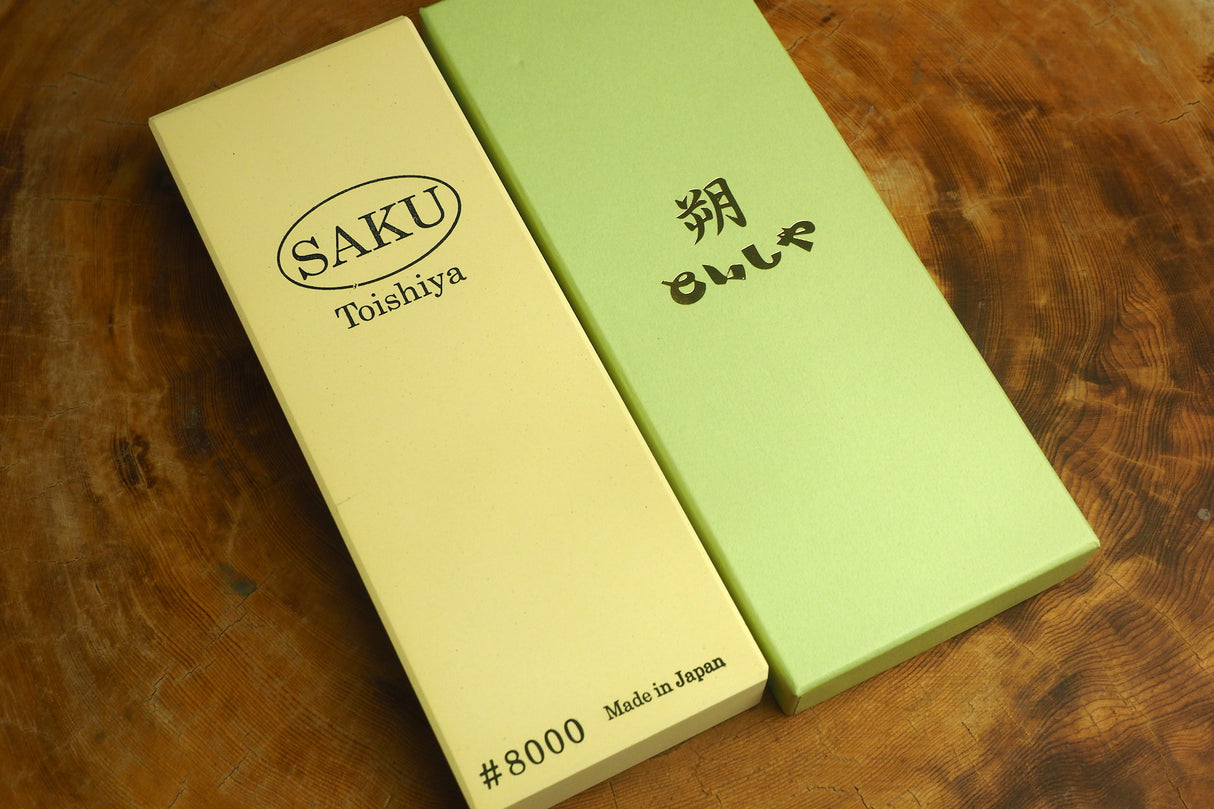 SAKU
Toishiya
#8000 Made in Japan
朔
といしや